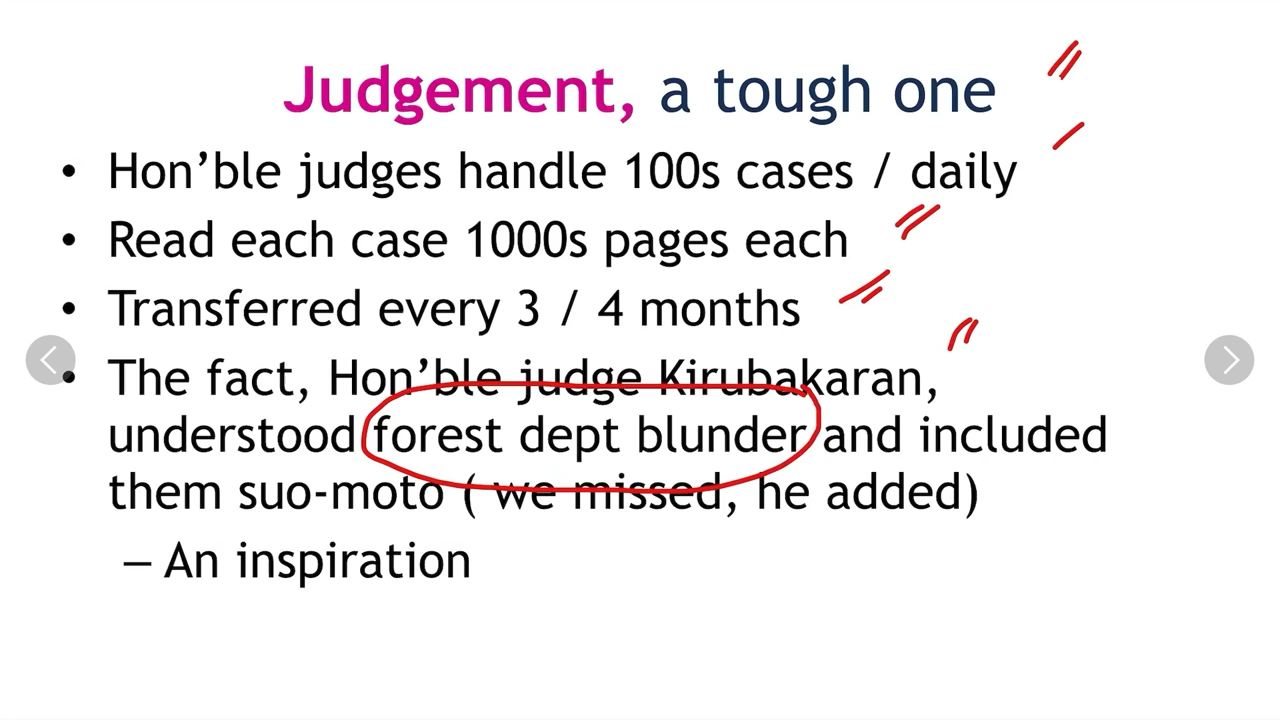 Judgement, a tough one
• Hon’ble judges handle 100s cases / daily
• Read each case 1000s pages each
• Transferred every 3 / 4 months
• The fact, Hon’ble judge Kirubakaran,
understood forest dept blunder and included
them suo-moto ( we missed, he added)
– An inspiration